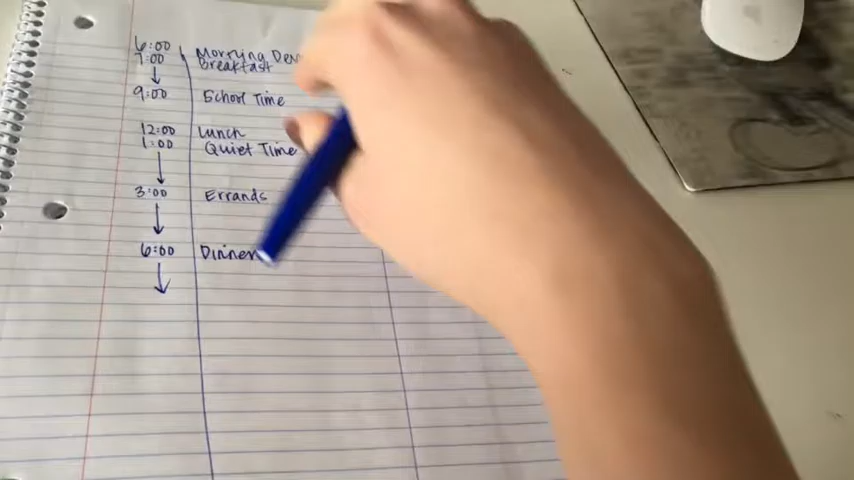 6:00 Morning
7:00 Breakfast
9:00 School Time
12:00 Lunch
1:00 Quiet Time
3:00 Errands
6:00 Dinner